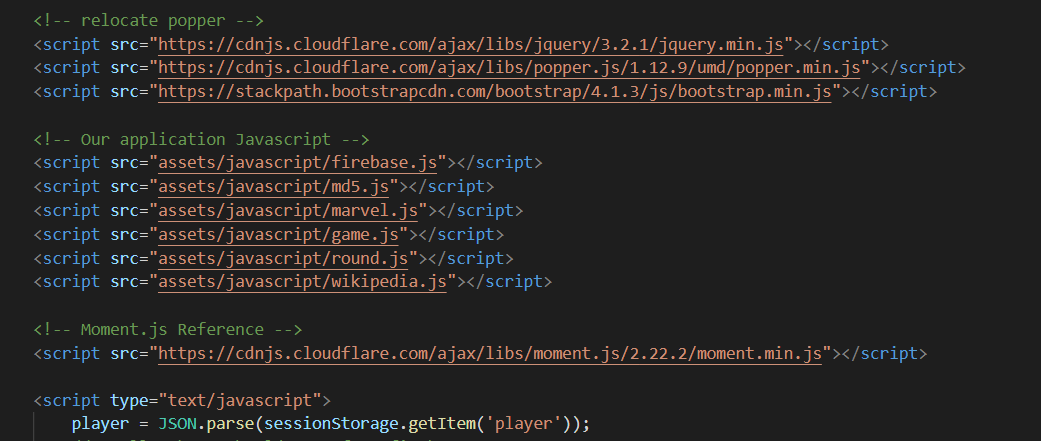 <!-- relocate popper -->
<script src="https://cdnjs.cloudflare.com/ajax/libs/jquery/3.2.1/jquery.min.js"></script>
<script src="https://cdnjs.cloudflare.com/ajax/libs/popper.js/1.12.9/umd/popper.min.js"></script>
<script src="https://stackpath.bootstrapcdn.com/bootstrap/4.1.3/js/bootstrap.min.js"></script>
<!-- Our application Javascript -->
<script src="assets/javascript/firebase.js"></script>
<script src="assets/javascript/md5.js"></script>
<script src="assets/javascript/marvel.js"></script>
<script src="assets/javascript/game.js"></script>
<script src="assets/javascript/round.js"></script>
<script src="assets/javascript/wikipedia.js"></script>
<!-- Moment.js Reference -->
<script src="https://cdnjs.cloudflare.com/ajax/libs/moment.js/2.22.2/moment.min.js"></script>
<script type="text/javascript">
player = JSON.parse(sessionStorage.getItem('player'));